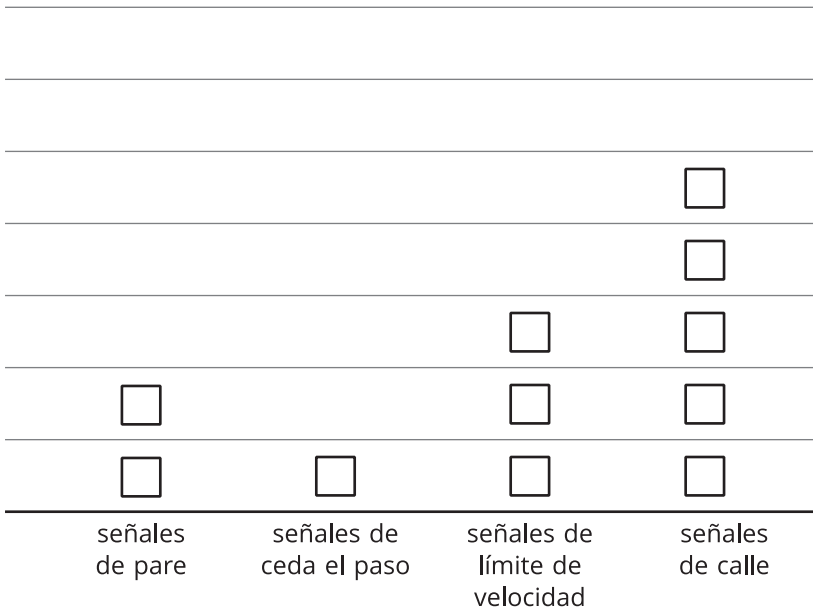 señales
de pare
señales de
ceda el paso
señales de
límite de
velocidad
señales
de calle